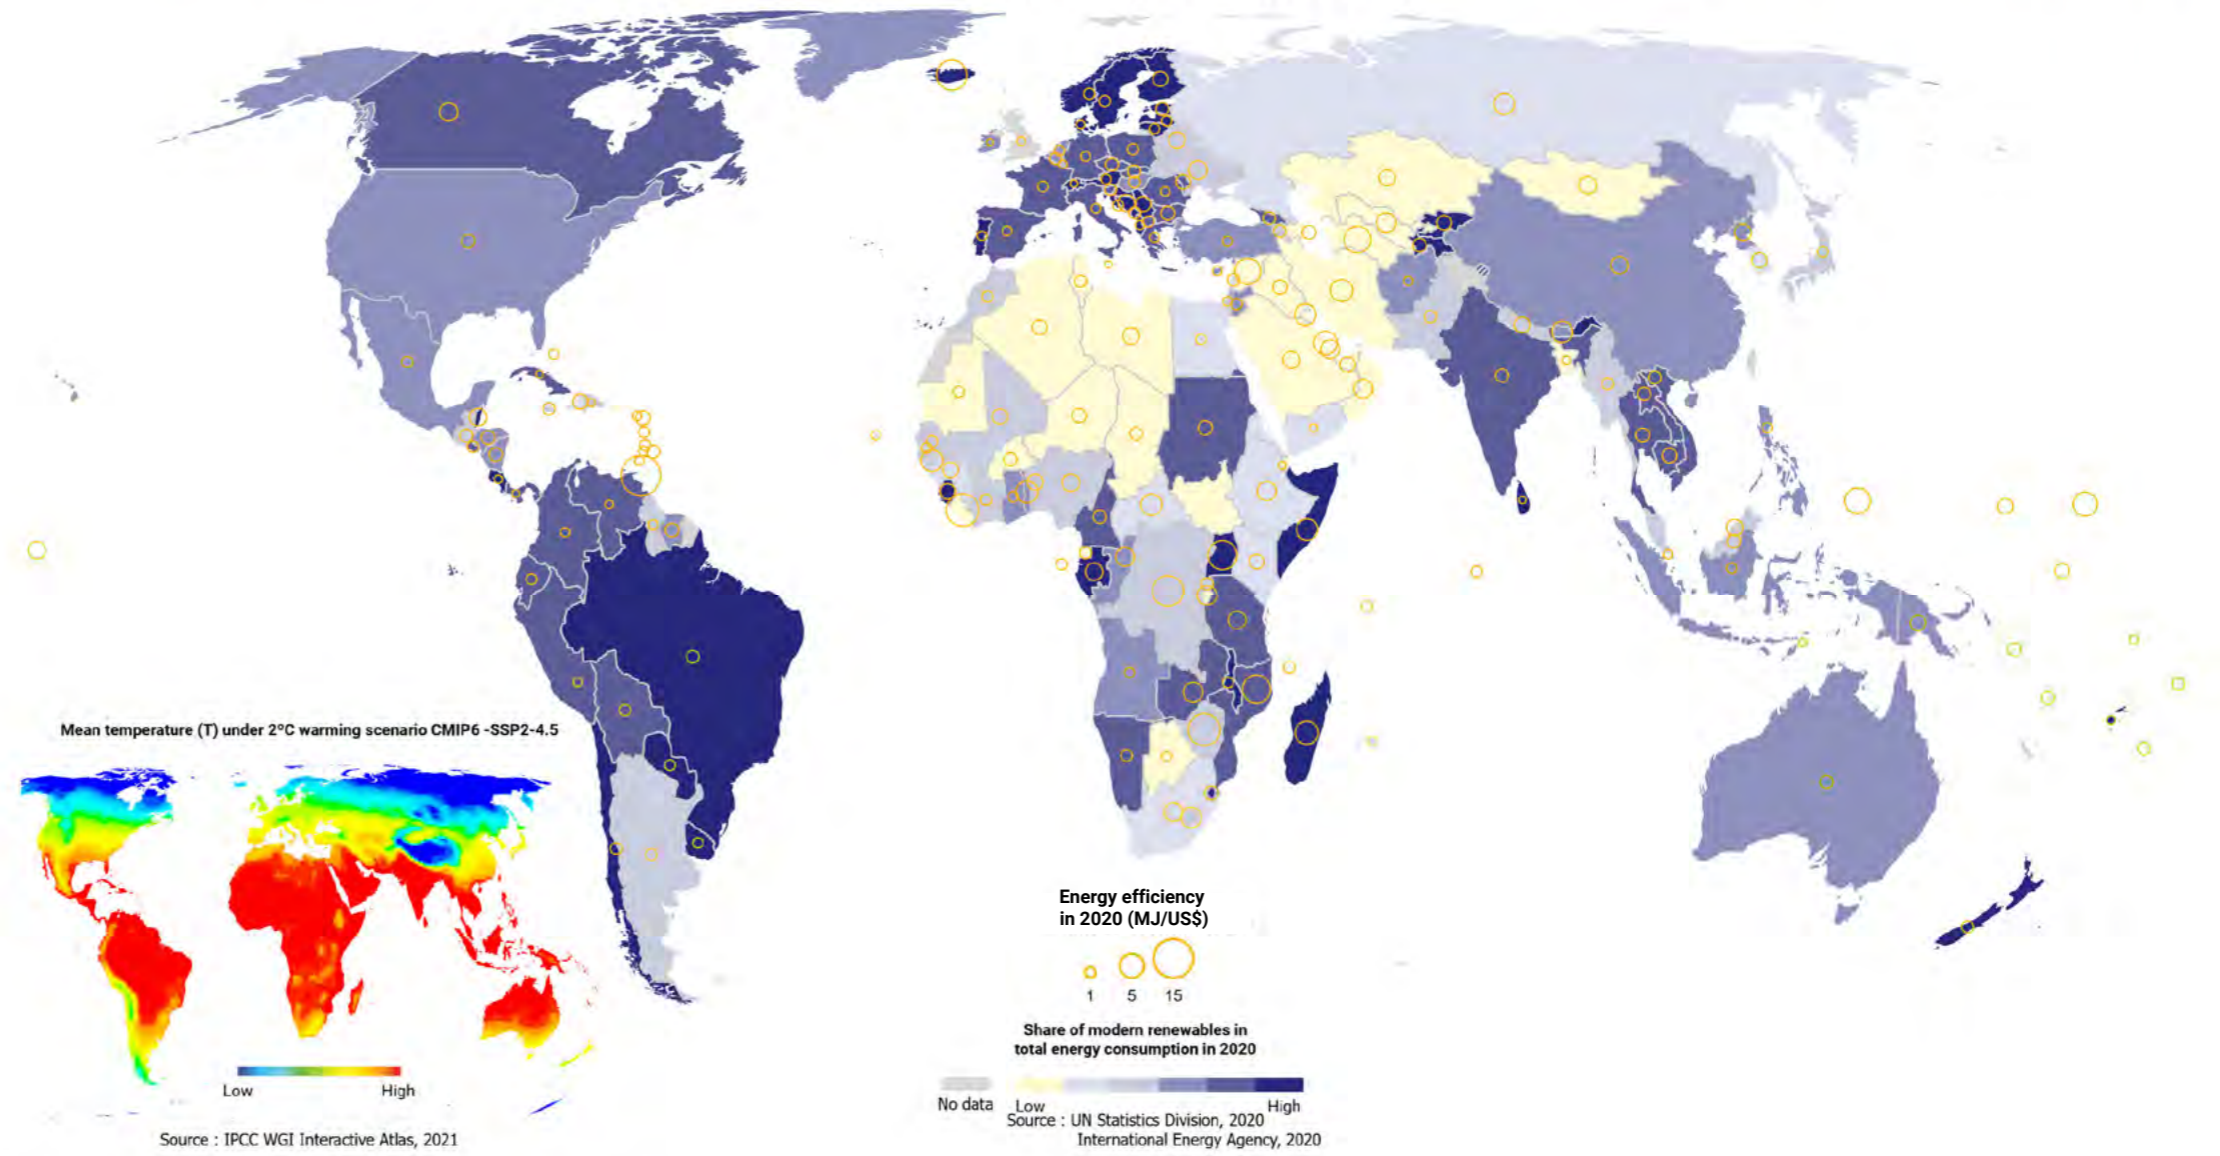 Mean temperature (T) under 2°C warming scenario CMIP6 -SSP2-4.5
Low High
Source : IPCC WGI Interactive Atlas, 2021
Energy efficiency
in 2020 (MJ/US$)
1 5 15
Share of modern renewables in
total energy consumption in 2020
No data Low High
Source : UN Statistics Division, 2020
International Energy Agency, 2020